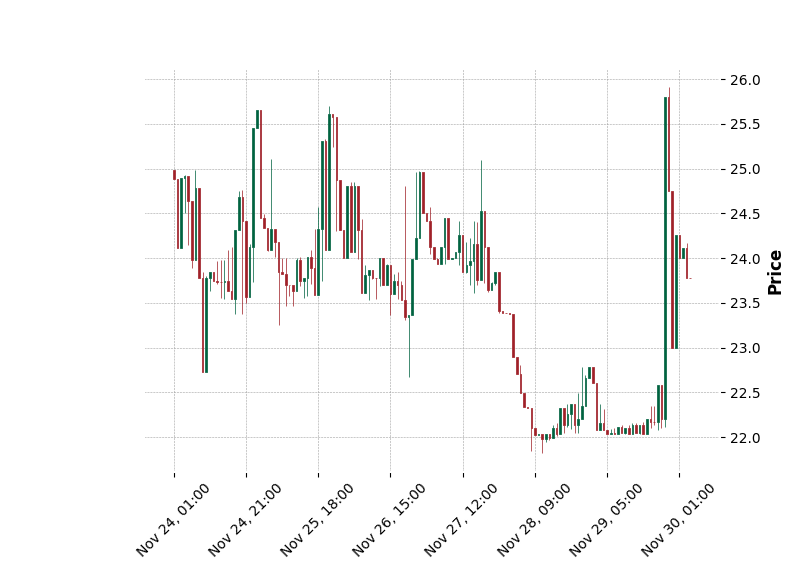 26.0
25.5
25.0
24.5
24.0
23.5
23.0
22.5
22.0
Price
Nov 24, 01:00
Nov 24, 21:00
Nov 25, 18:00
Nov 26, 15:00
Nov 27, 12:00
Nov 28, 09:00
Nov 29, 05:00
Nov 30, 01:00